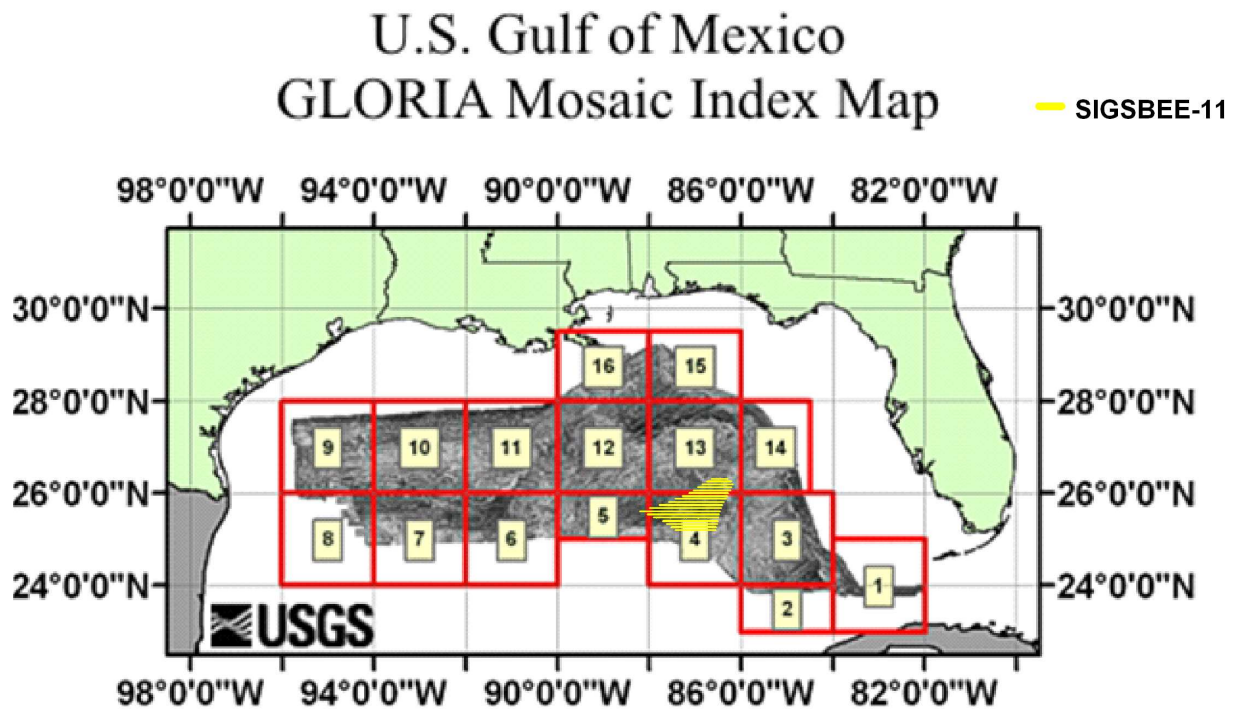 U.S. Gulf of Mexico
GLORIA Mosaic Index Map
SIGSBEE-11
98°0'0"W 94°0'0"W 90°0'0"W 86°0'0"W 82°0'0"W
30°0'0"N 30°0'0"N
16 15
28°0'0"N 28°0'0"N
9 10 11 12 13 14
26°0'0"N 26°0'0"N
5
8 7 6 4 3
24°0'0"N 1 24°0'0"N
2
USGS
98°0'0"W 94°0'0"W 90°0'0"W 86°0'0"W 82°0'0"W